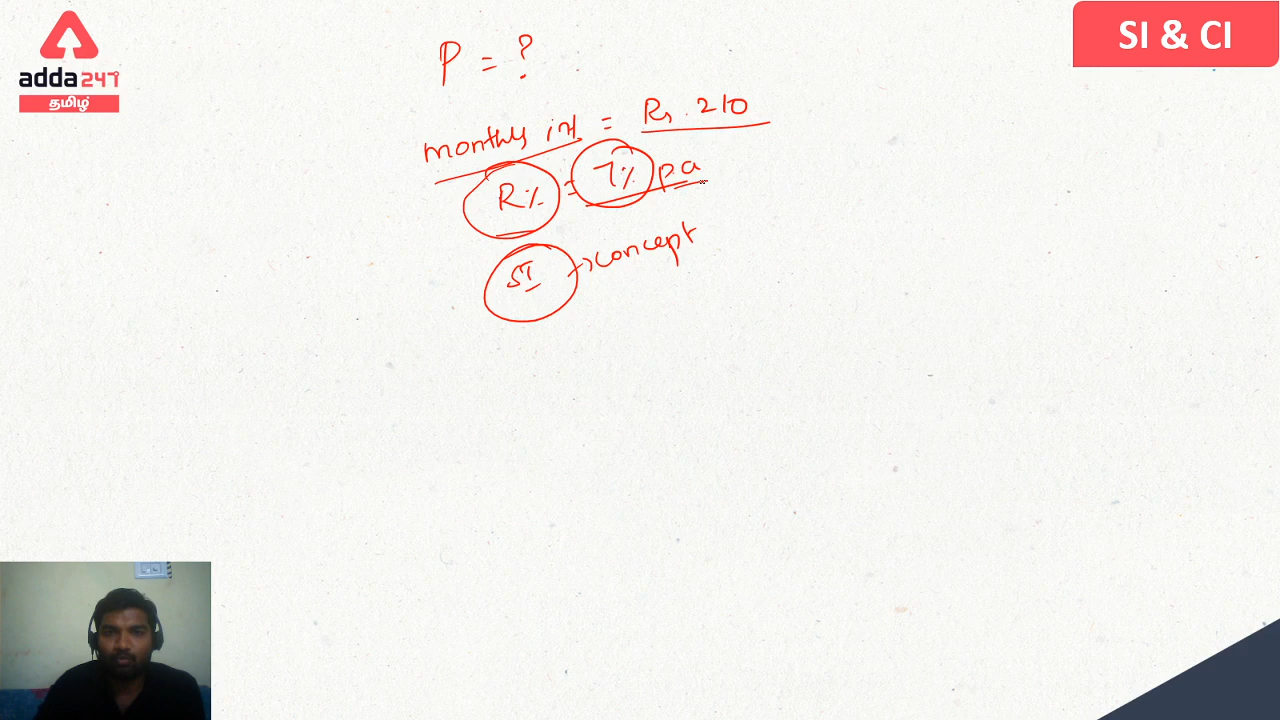 SI & CI
adda247
தமிழ்
P = ?
monthly int = Rs. 210
R% = 7% pa
SI → concept